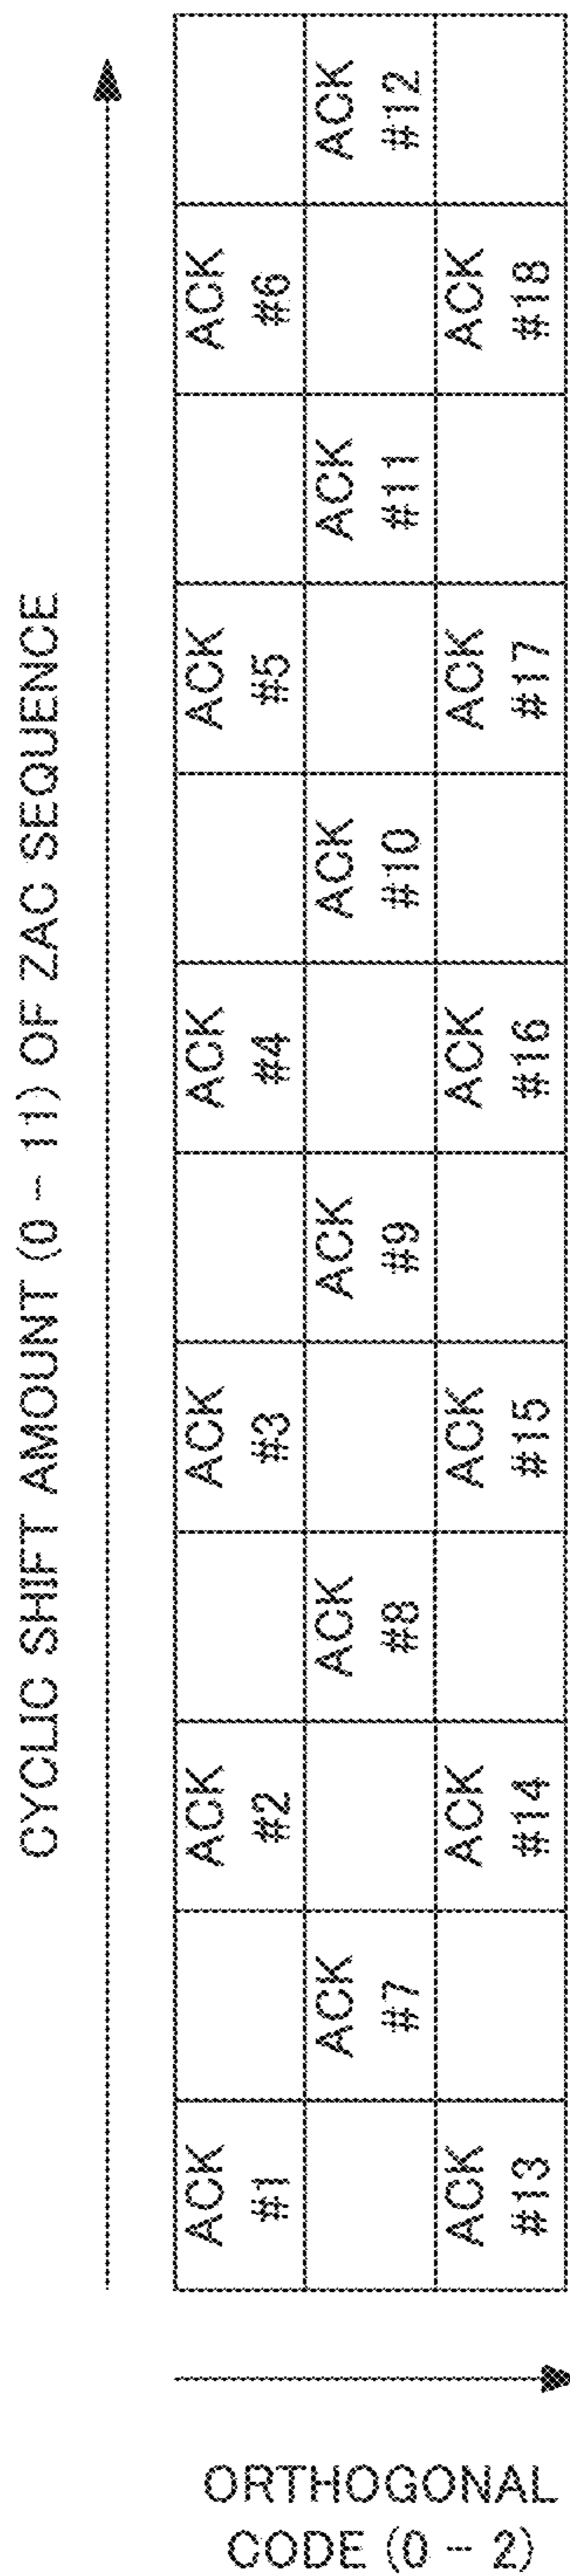 CYCLIC SHIFT AMOUNT (0 – 11) OF ZAC SEQUENCE
ORTHOGONAL
CODE (0 – 2)
ACK
#1
ACK
#2
ACK
#3
ACK
#4
ACK
#5
ACK
#6
ACK
#7
ACK
#8
ACK
#9
ACK
#10
ACK
#11
ACK
#12
ACK
#13
ACK
#14
ACK
#15
ACK
#16
ACK
#17
ACK
#18